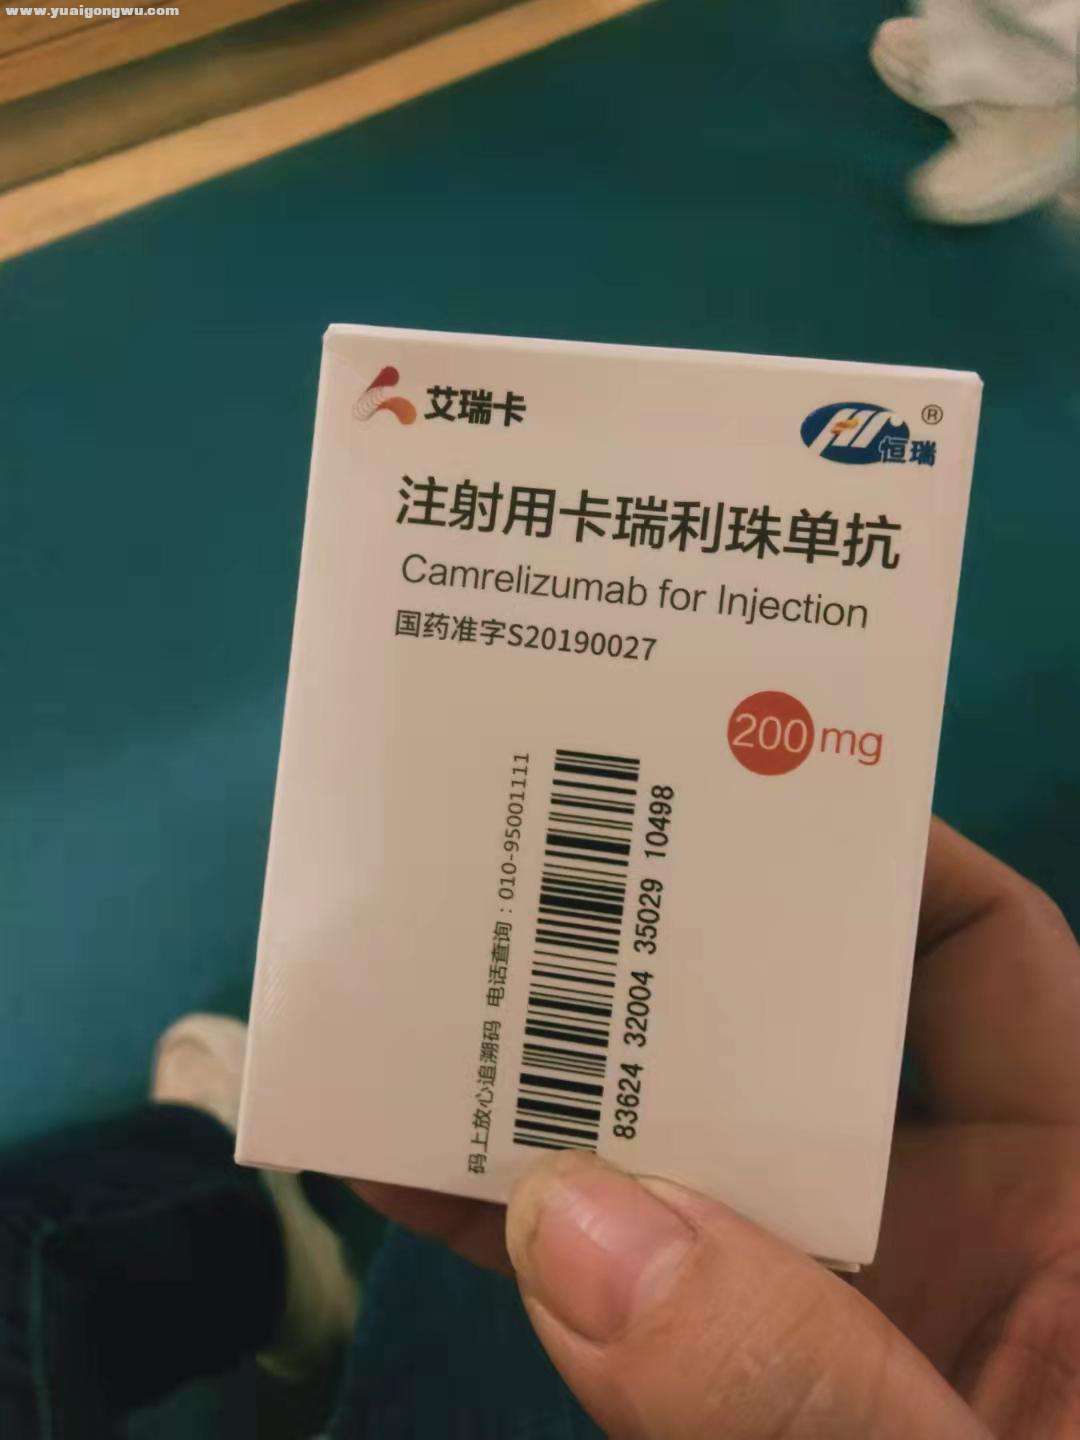 www.yuaigongwu.com
艾瑞卡
HR恒瑞®
注射用卡瑞利珠单抗
Camrelizumab for Injection
国药准字S20190027
200mg
码上放心追溯码 电话查询：010-95001111
83624 32004 35029 10498